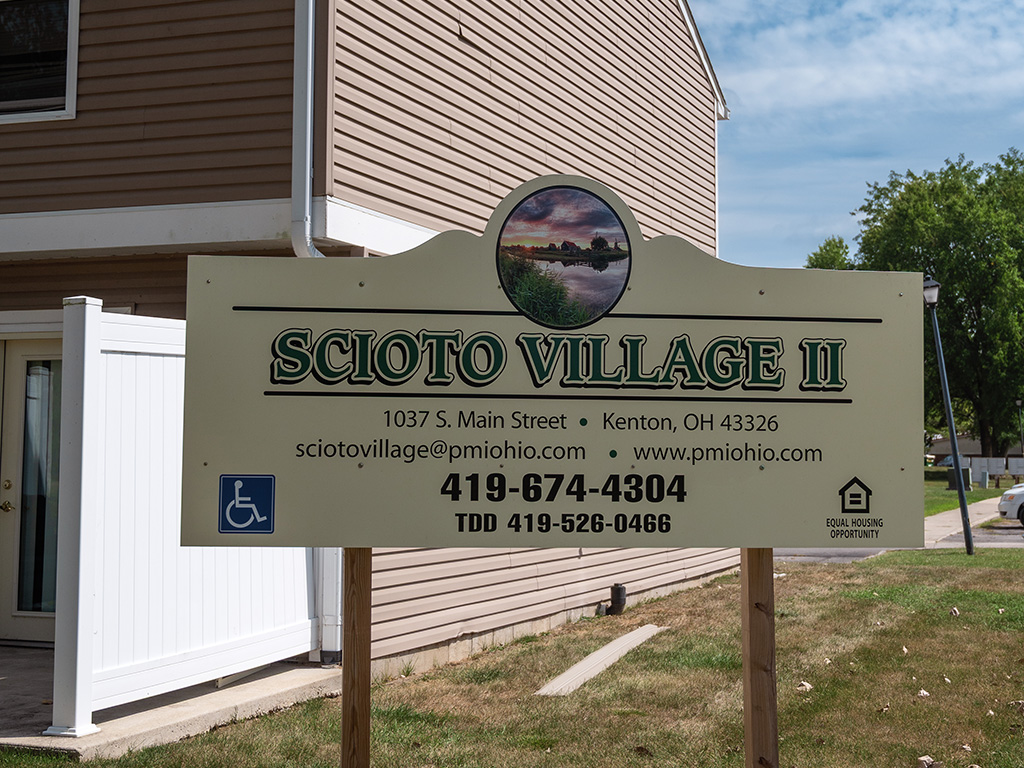 SCIOTO VILLAGE II
1037 S. Main Street • Kenton, OH 43326
sciotovillage@pmiohio.com • www.pmiohio.com
419-674-4304
TDD 419-526-0466
EQUAL HOUSING
OPPORTUNITY